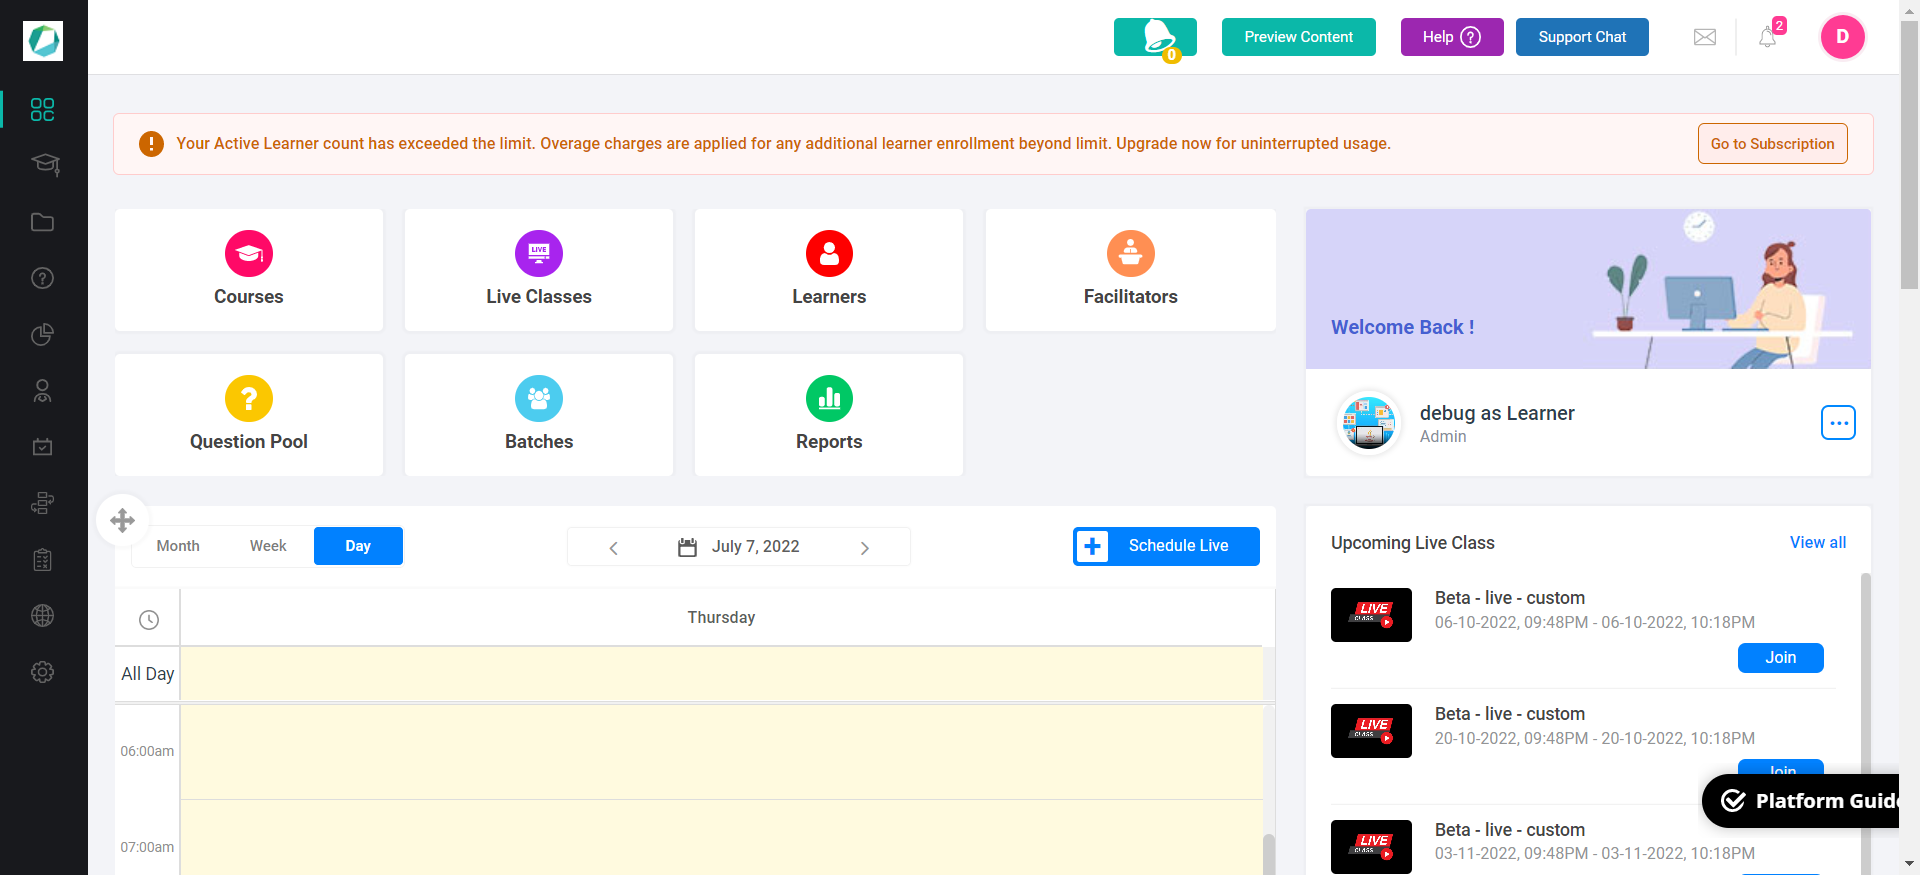 0
Preview Content
Help ?
Support Chat
2
D
Your Active Learner count has exceeded the limit. Overage charges are applied for any additional learner enrollment beyond limit. Upgrade now for uninterrupted usage.
Go to Subscription
Courses
LIVE
Live Classes
Learners
Facilitators
Welcome Back !
Question Pool
Batches
Reports
debug as Learner
Admin
Month
Week
Day
July 7, 2022
Schedule Live
Thursday
All Day
06:00am
07:00am
Upcoming Live Class
View all
LIVE
CLASS
Beta - live - custom
06-10-2022, 09:48PM - 06-10-2022, 10:18PM
Join
LIVE
CLASS
Beta - live - custom
20-10-2022, 09:48PM - 20-10-2022, 10:18PM
Join
Platform Guide
LIVE
CLASS
Beta - live - custom
03-11-2022, 09:48PM - 03-11-2022, 10:18PM